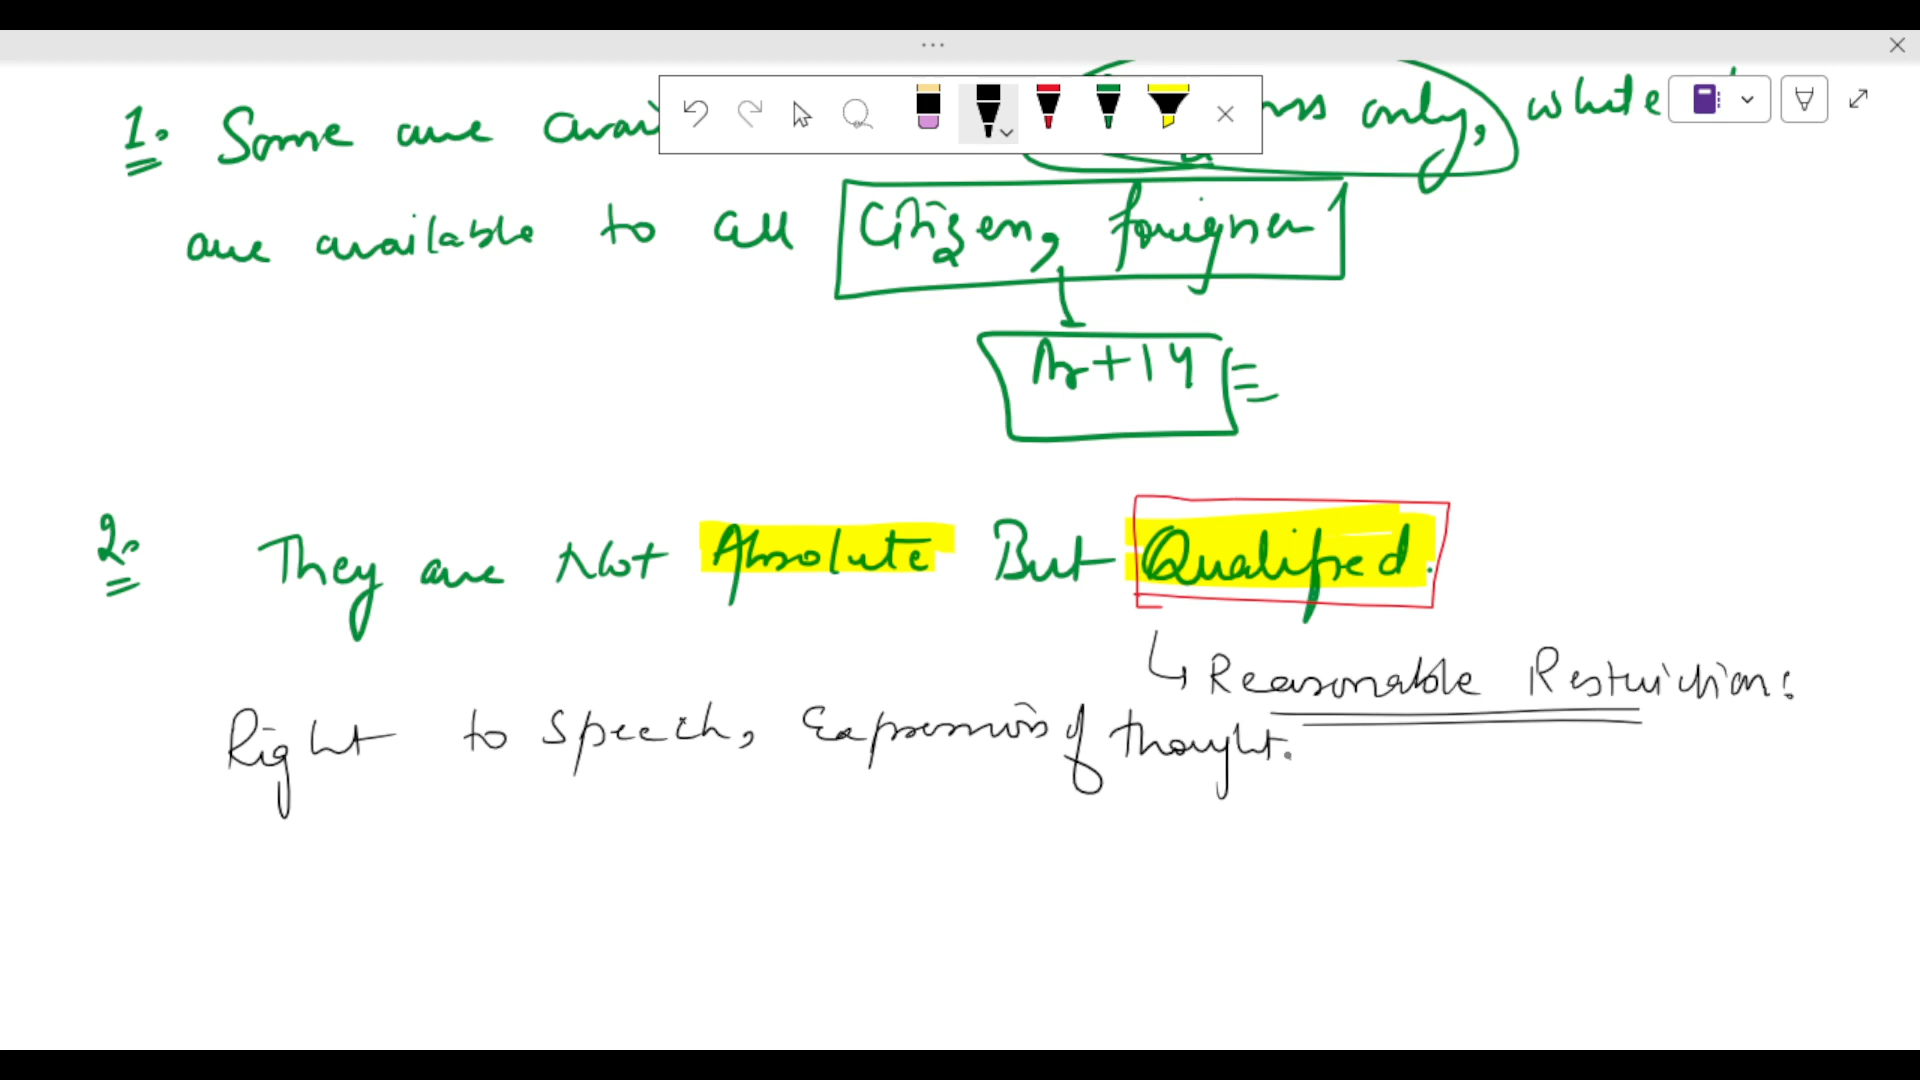 1. Some are avai ns only, while
are available to all Citizen, foreigner
Art 14
2. They are Not Absolute But Qualified.
↳ Reasonable Restrictions
Right to Speech, Expression of thought.